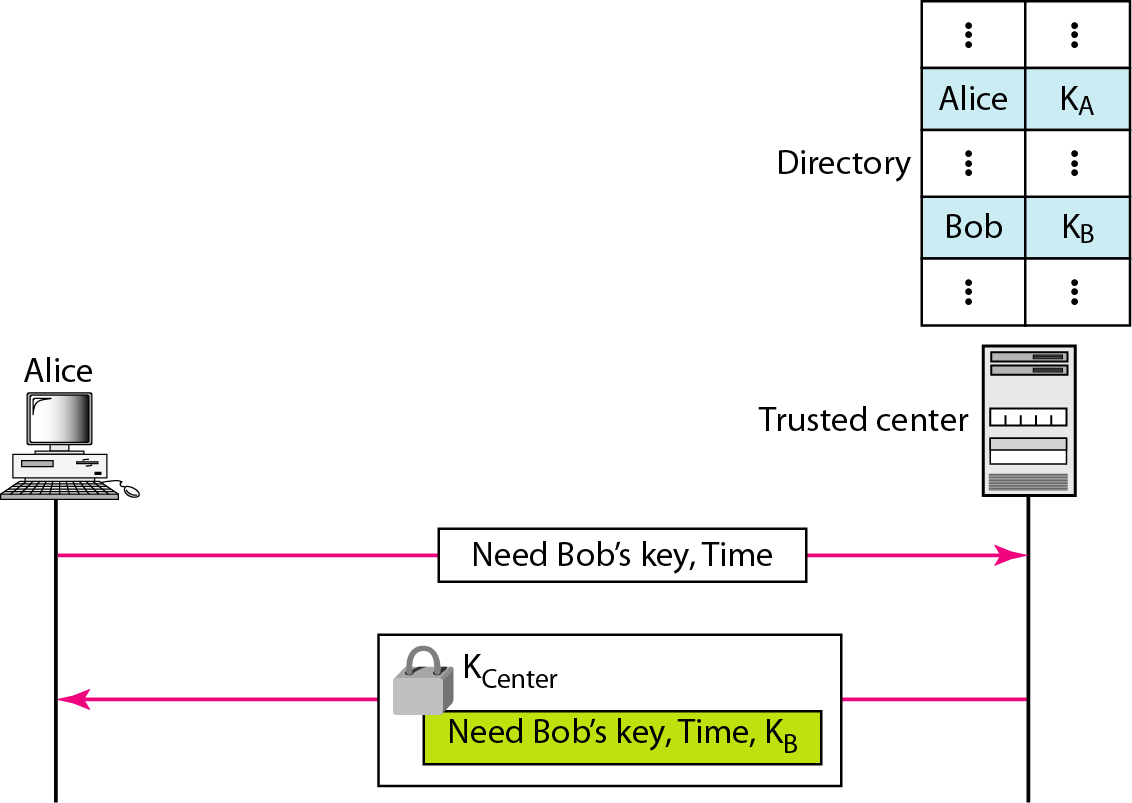 Alice K_A
Directory
Bob K_B
Alice
Trusted center
Need Bob’s key, Time
K_Center
Need Bob’s key, Time, K_B